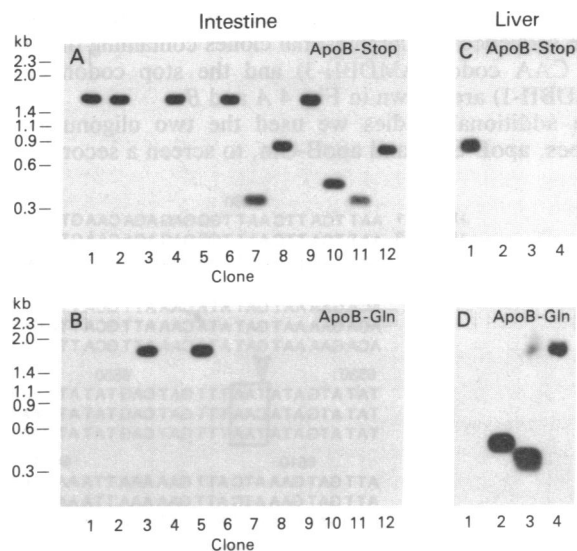 Intestine
Liver
kb
A ApoB-Stop
C ApoB-Stop
2.3
2.0
1.4
1.1
0.9
0.6
0.3
1 2 3 4 5 6 7 8 9 10 11 12
1 2 3 4
Clone
kb
B ApoB-Gln
D ApoB-Gln
2.3
2.0
1.4
1.1
0.9
0.6
0.3
1 2 3 4 5 6 7 8 9 10 11 12
1 2 3 4
Clone